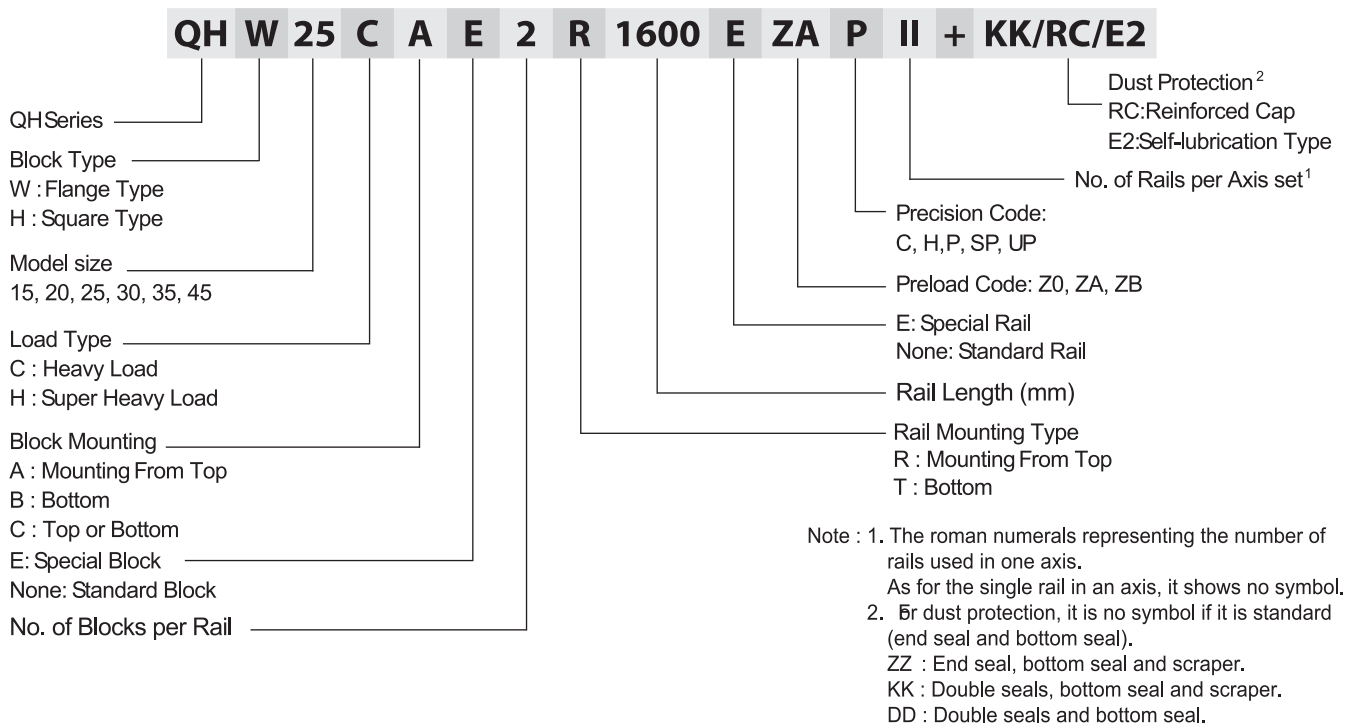 QH W 25 C A E 2 R 1600 E ZA P II + KK/RC/E2
QHSeries
Block Type
W : Flange Type
H : Square Type
Model size
15, 20, 25, 30, 35, 45
Load Type
C : Heavy Load
H : Super Heavy Load
Block Mounting
A : Mounting From Top
B : Bottom
C : Top or Bottom
E: Special Block
None: Standard Block
No. of Blocks per Rail
Dust Protection 2
RC:Reinforced Cap
E2:Self-lubrication Type
No. of Rails per Axis set 1
Precision Code:
C, H,P, SP, UP
Preload Code: Z0, ZA, ZB
E: Special Rail
None: Standard Rail
Rail Length (mm)
Rail Mounting Type
R : Mounting From Top
T : Bottom
Note : 1. The roman numerals representing the number of
rails used in one axis.
As for the single rail in an axis, it shows no symbol.
2. dust protection, it is no symbol if it is standard
(end seal and bottom seal).
ZZ : End seal, bottom seal and scraper.
KK : Double seals, bottom seal and scraper.
DD : Double seals and bottom seal.